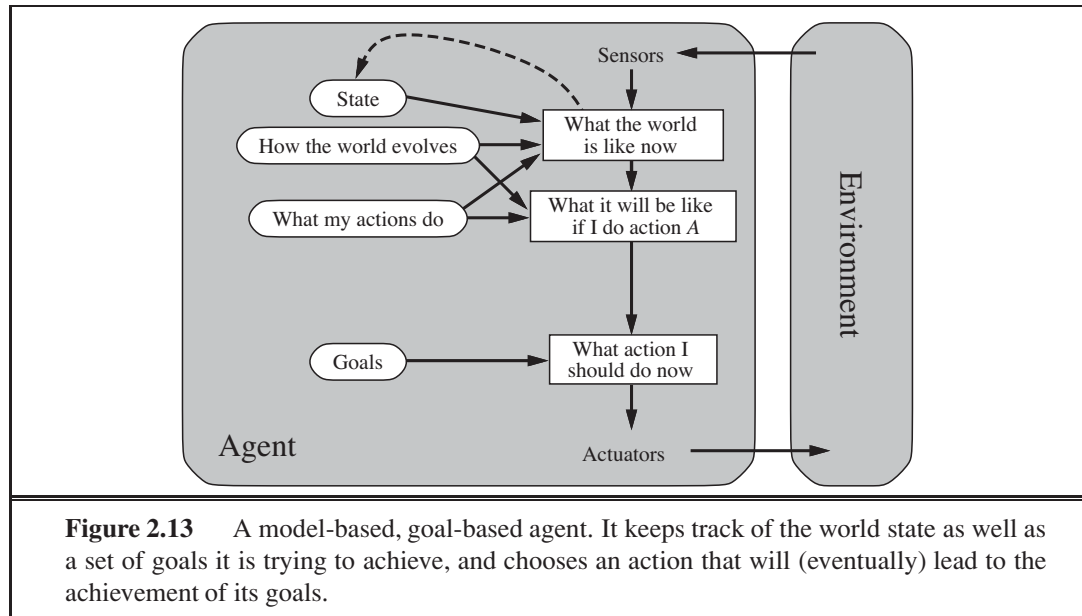 Sensors
State
What the world
is like now
How the world evolves
What it will be like
if I do action A
What my actions do
Environment
Goals
What action I
should do now
Agent
Actuators
Figure 2.13 A model-based, goal-based agent. It keeps track of the world state as well as
a set of goals it is trying to achieve, and chooses an action that will (eventually) lead to the
achievement of its goals.